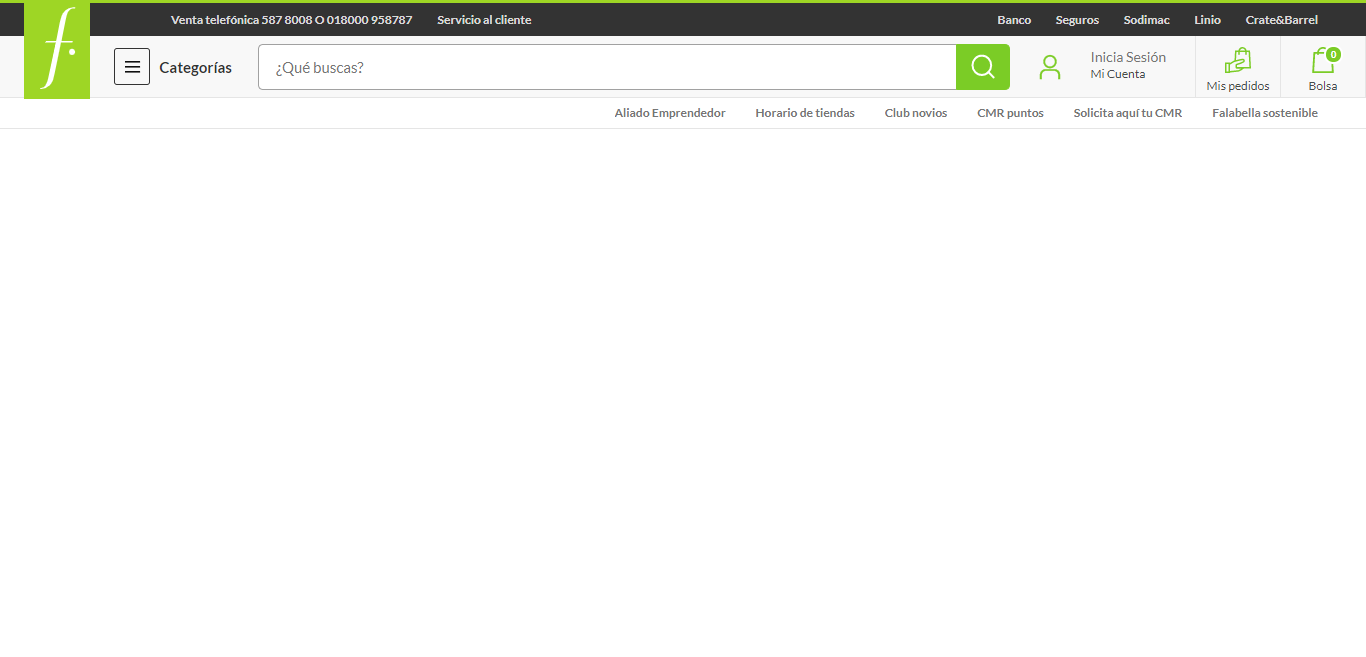 Venta telefónica 587 8008 O 018000 958787 Servicio al cliente Banco Seguros Sodimac Linio Crate&Barrel
f.
Categorías ¿Qué buscas? Inicia Sesión
Mi Cuenta
Mis pedidos
0
Bolsa
Aliado Emprendedor Horario de tiendas Club novios CMR puntos Solicita aquí tu CMR Falabella sostenible